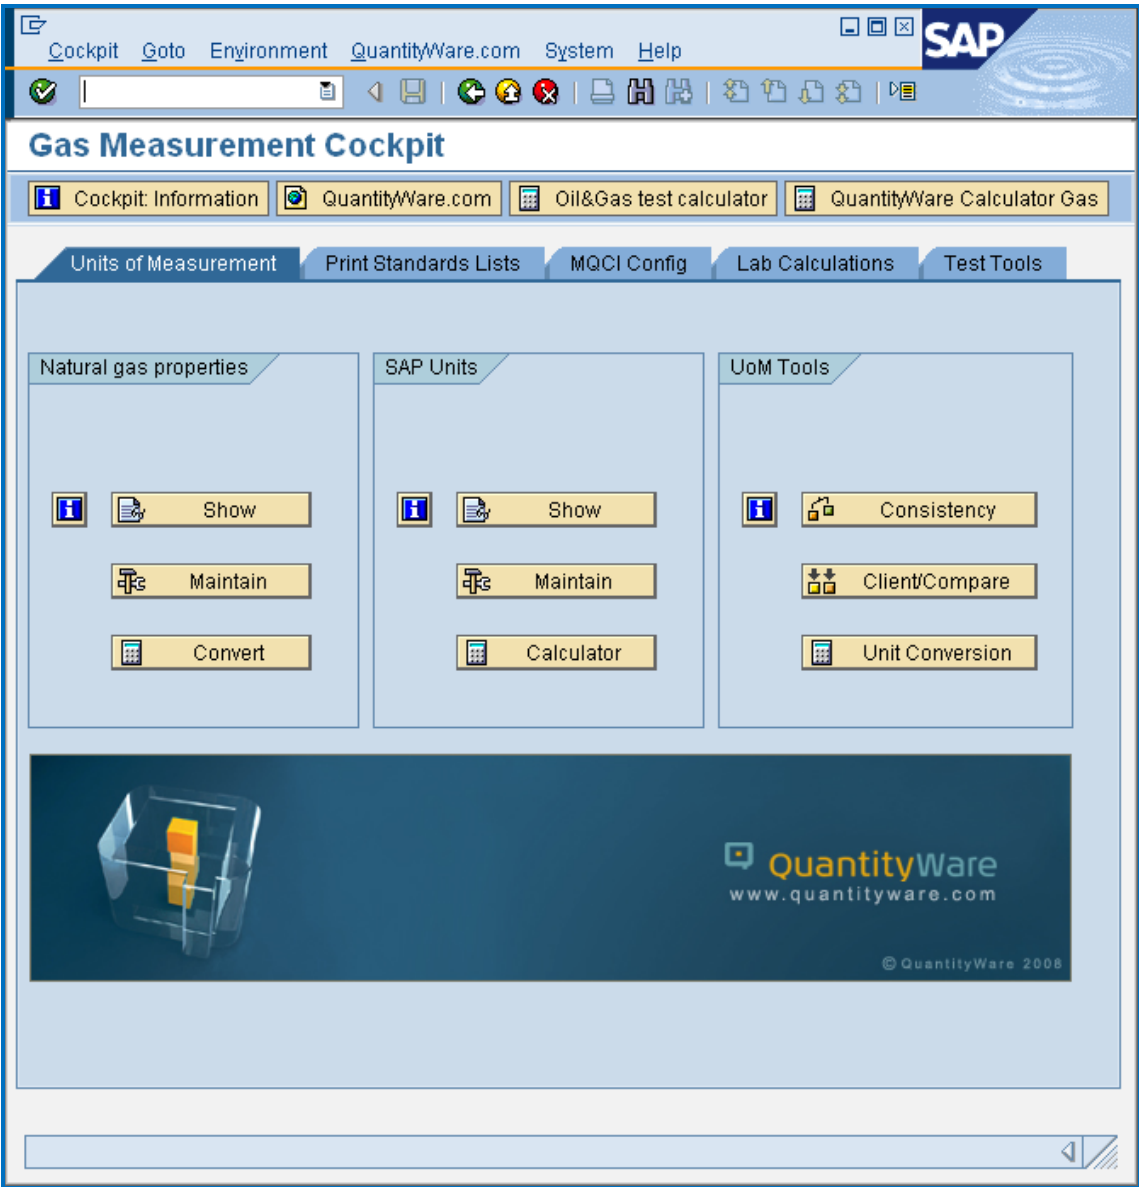 Cockpit Goto Environment QuantityWare.com System Help
SAP
Gas Measurement Cockpit
Cockpit: Information QuantityWare.com Oil&Gas test calculator QuantityWare Calculator Gas
Units of Measurement Print Standards Lists MQCI Config Lab Calculations Test Tools
Natural gas properties SAP Units UoM Tools
Show Show Consistency
Maintain Maintain Client/Compare
Convert Calculator Unit Conversion
QuantityWare
www.quantityware.com
© QuantityWare 2008